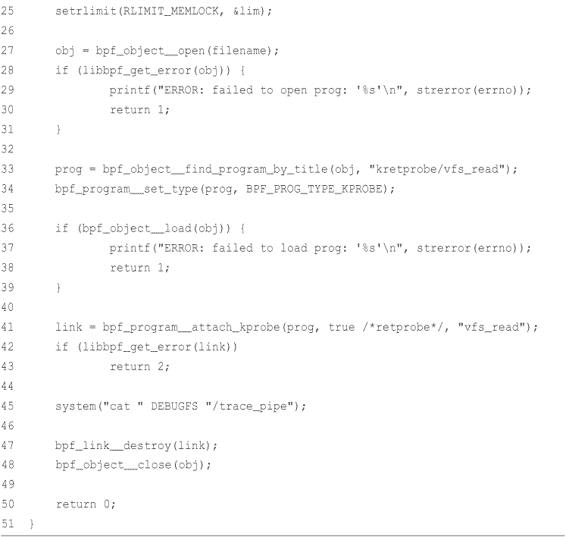 25 setrlimit(RLIMIT_MEMLOCK, &lim);
26
27 obj = bpf_object__open(filename);
28 if (libbpf_get_error(obj)) {
29 printf("ERROR: failed to open prog: '%s'\n", strerror(errno));
30 return 1;
31 }
32
33 prog = bpf_object__find_program_by_title(obj, "kretprobe/vfs_read");
34 bpf_program__set_type(prog, BPF_PROG_TYPE_KPROBE);
35
36 if (bpf_object__load(obj)) {
37 printf("ERROR: failed to load prog: '%s'\n", strerror(errno));
38 return 1;
39 }
40
41 link = bpf_program__attach_kprobe(prog, true /*retprobe*/, "vfs_read");
42 if (libbpf_get_error(link))
43 return 2;
44
45 system("cat " DEBUGFS "/trace_pipe");
46
47 bpf_link__destroy(link);
48 bpf_object__close(obj);
49
50 return 0;
51 }